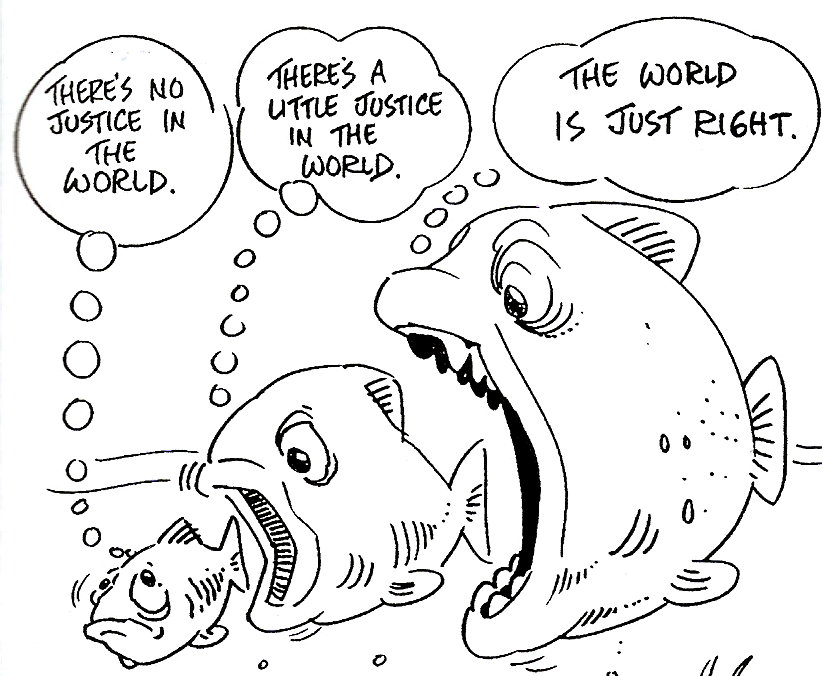 THERE'S NO
JUSTICE IN
THE
WORLD.
THERE'S A
LITTLE JUSTICE
IN THE
WORLD.
THE WORLD
IS JUST RIGHT.